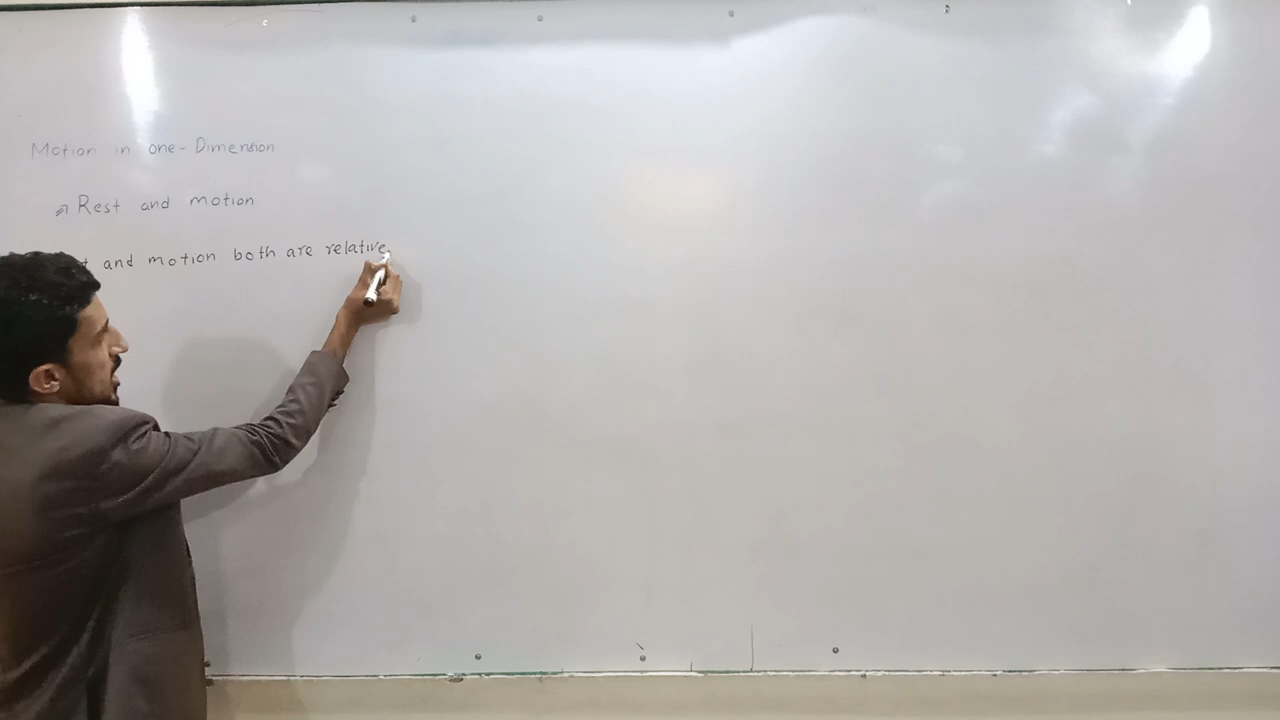 Motion in one-Dimension
⇒ Rest and motion
and motion both are relative